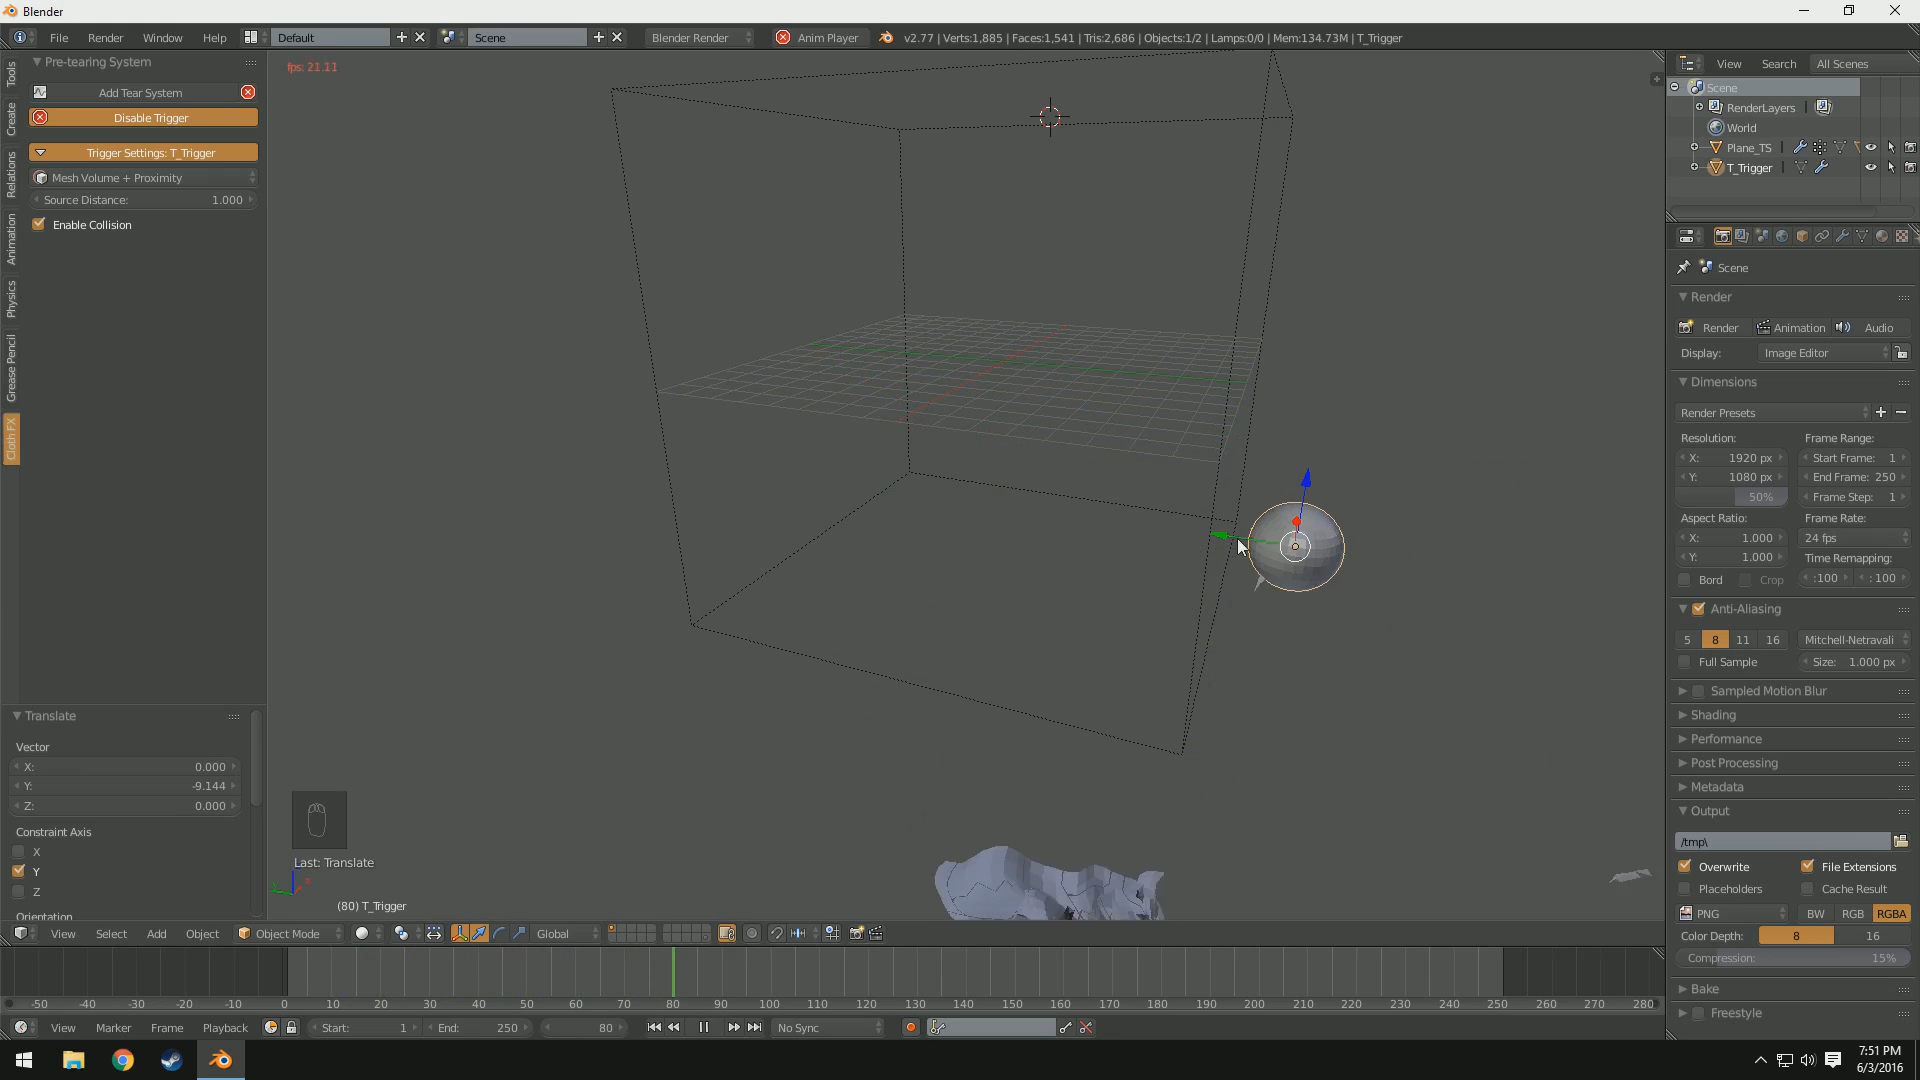 Blender
File Render Window Help Default Scene Blender Render Anim Player v2.77 | Verts:1,885 | Faces:1,541 | Tris:2,686 | Objects:1/2 | Lamps:0/0 | Mem:134.73M | T_Trigger
Tools
Create
Relations
Animation
Physics
Grease Pencil
Cloth FX
Pre-tearing System
Add Tear System
Disable Trigger
Trigger Settings: T_Trigger
Mesh Volume + Proximity
Source Distance: 1.000
Enable Collision
Translate
Vector
X: 0.000
Y: -9.144
Z: 0.000
Constraint Axis
X
Y
Z
Orientation
fps: 21.11
Last: Translate
(80) T_Trigger
View Select Add Object Object Mode Global
-50 -40 -30 -20 -10 0 10 20 30 40 50 60 70 80 90 100 110 120 130 140 150 160 170 180 190 200 210 220 230 240 250 260 270 280
View Marker Frame Playback Start: 1 End: 250 80 No Sync
View Search All Scenes
Scene
RenderLayers
World
Plane_TS
T_Trigger
Scene
Render
Render Animation Audio
Display: Image Editor
Dimensions
Render Presets
Resolution: Frame Range:
X: 1920 px Start Frame: 1
Y: 1080 px End Frame: 250
50% Frame Step: 1
Aspect Ratio: Frame Rate:
X: 1.000 24 fps
Y: 1.000 Time Remapping:
Bord Crop :100 :100
Anti-Aliasing
5 8 11 16 Mitchell-Netravali
Full Sample Size: 1.000 px
Sampled Motion Blur
Shading
Performance
Post Processing
Metadata
Output
/tmp\
Overwrite File Extensions
Placeholders Cache Result
PNG BW RGB RGBA
Color Depth: 8 16
Compression: 15%
Bake
Freestyle
7:51 PM
6/3/2016